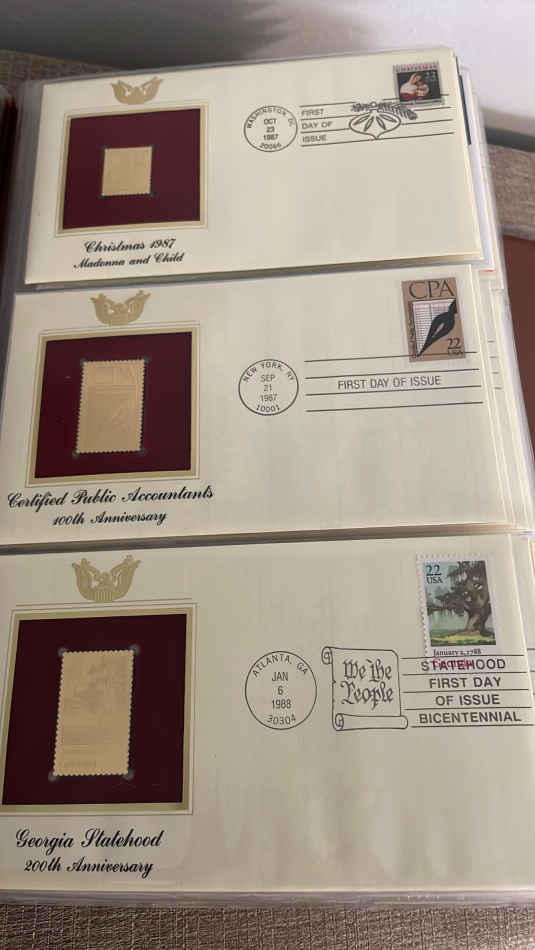 CHRISTMAS
22
WASHINGTON, DC
OCT
23
1987
20066
FIRST
DAY OF
ISSUE
Christmas 1987
Madonna and Child
CPA
22
USA
NEW YORK, NY
SEP
21
1987
10001
FIRST DAY OF ISSUE
Certified Public Accountants
100th Anniversary
22
USA
January 2, 1788
Georgia
ATLANTA, GA
JAN
6
1988
30304
We the
People
STATEHOOD
FIRST DAY
OF ISSUE
BICENTENNIAL
Georgia Statehood
200th Anniversary